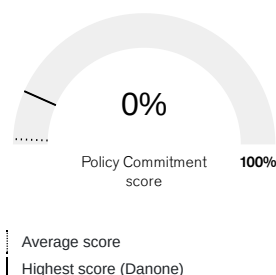 0%
Policy Commitment
score
100%
Average score
Highest score (Danone)